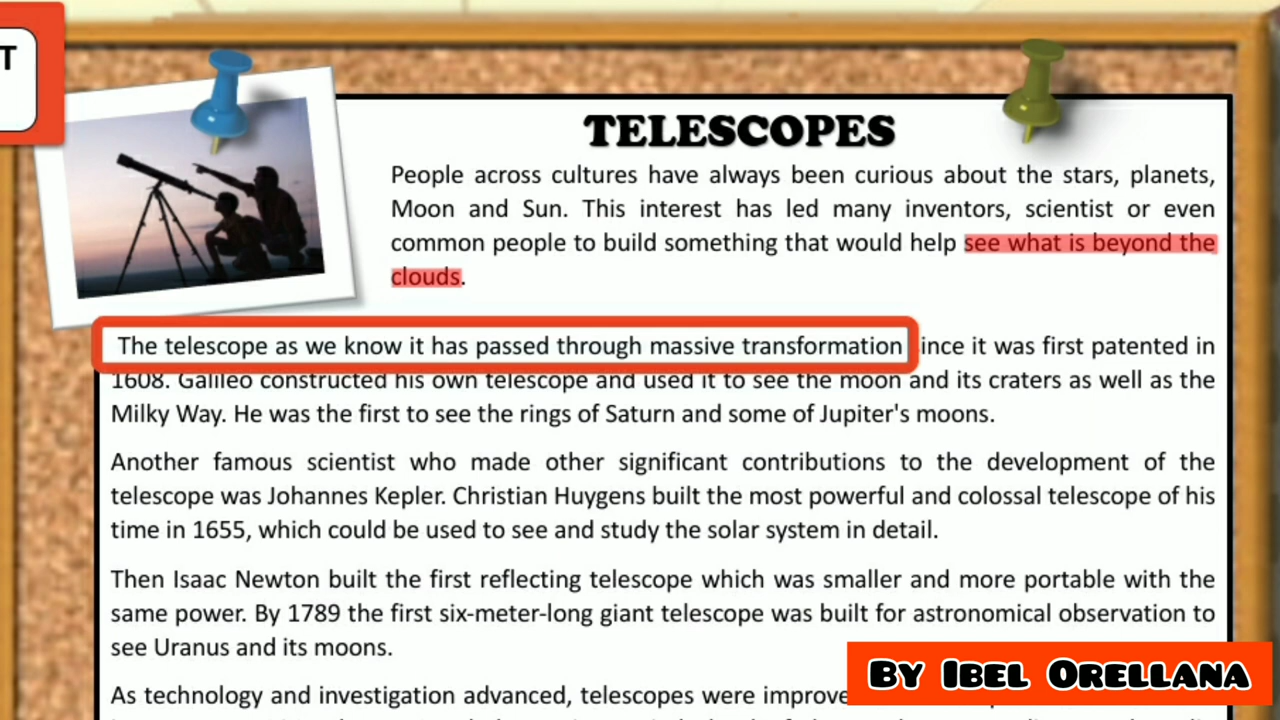 T
TELESCOPES
People across cultures have always been curious about the stars, planets,
Moon and Sun. This interest has led many inventors, scientist or even
common people to build something that would help see what is beyond the
clouds.
The telescope as we know it has passed through massive transformation ince it was first patented in
1608. Galileo constructed his own telescope and used it to see the moon and its craters as well as the
Milky Way. He was the first to see the rings of Saturn and some of Jupiter's moons.
Another famous scientist who made other significant contributions to the development of the
telescope was Johannes Kepler. Christian Huygens built the most powerful and colossal telescope of his
time in 1655, which could be used to see and study the solar system in detail.
Then Isaac Newton built the first reflecting telescope which was smaller and more portable with the
same power. By 1789 the first six-meter-long giant telescope was built for astronomical observation to
see Uranus and its moons.
As technology and investigation advanced, telescopes were improve
By Ibel Orellana